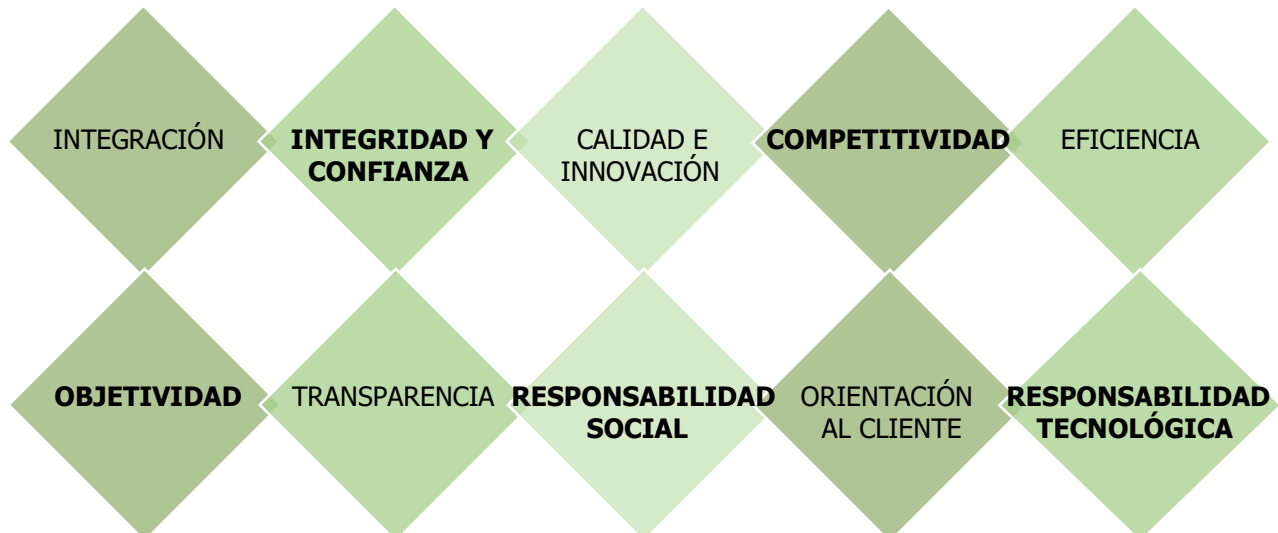 INTEGRACIÓN
INTEGRIDAD Y
CONFIANZA
CALIDAD E
INNOVACIÓN
COMPETITIVIDAD
EFICIENCIA
OBJETIVIDAD
TRANSPARENCIA
RESPONSABILIDAD
SOCIAL
ORIENTACIÓN
AL CLIENTE
RESPONSABILIDAD
TECNOLÓGICA